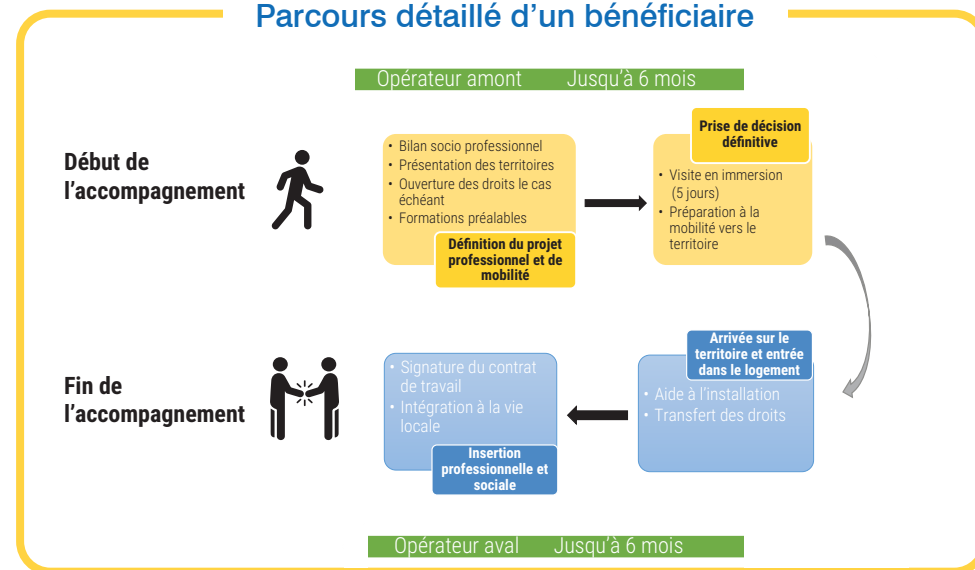 Parcours détaillé d’un bénéficiaire
Opérateur amont Jusqu’à 6 mois
Début de
l’accompagnement
• Bilan socio professionnel
• Présentation des territoires
• Ouverture des droits le cas
échéant
• Formations préalables
Définition du projet
professionnel et de
mobilité
Prise de décision
définitive
• Visite en immersion
(5 jours)
• Préparation à la
mobilité vers le
territoire
Arrivée sur le
territoire et entrée
dans le logement
• Aide à l’installation
• Transfert des droits
Fin de
l’accompagnement
• Signature du contrat
de travail
• Intégration à la vie
locale
Insertion
professionnelle et
sociale
Opérateur aval Jusqu’à 6 mois